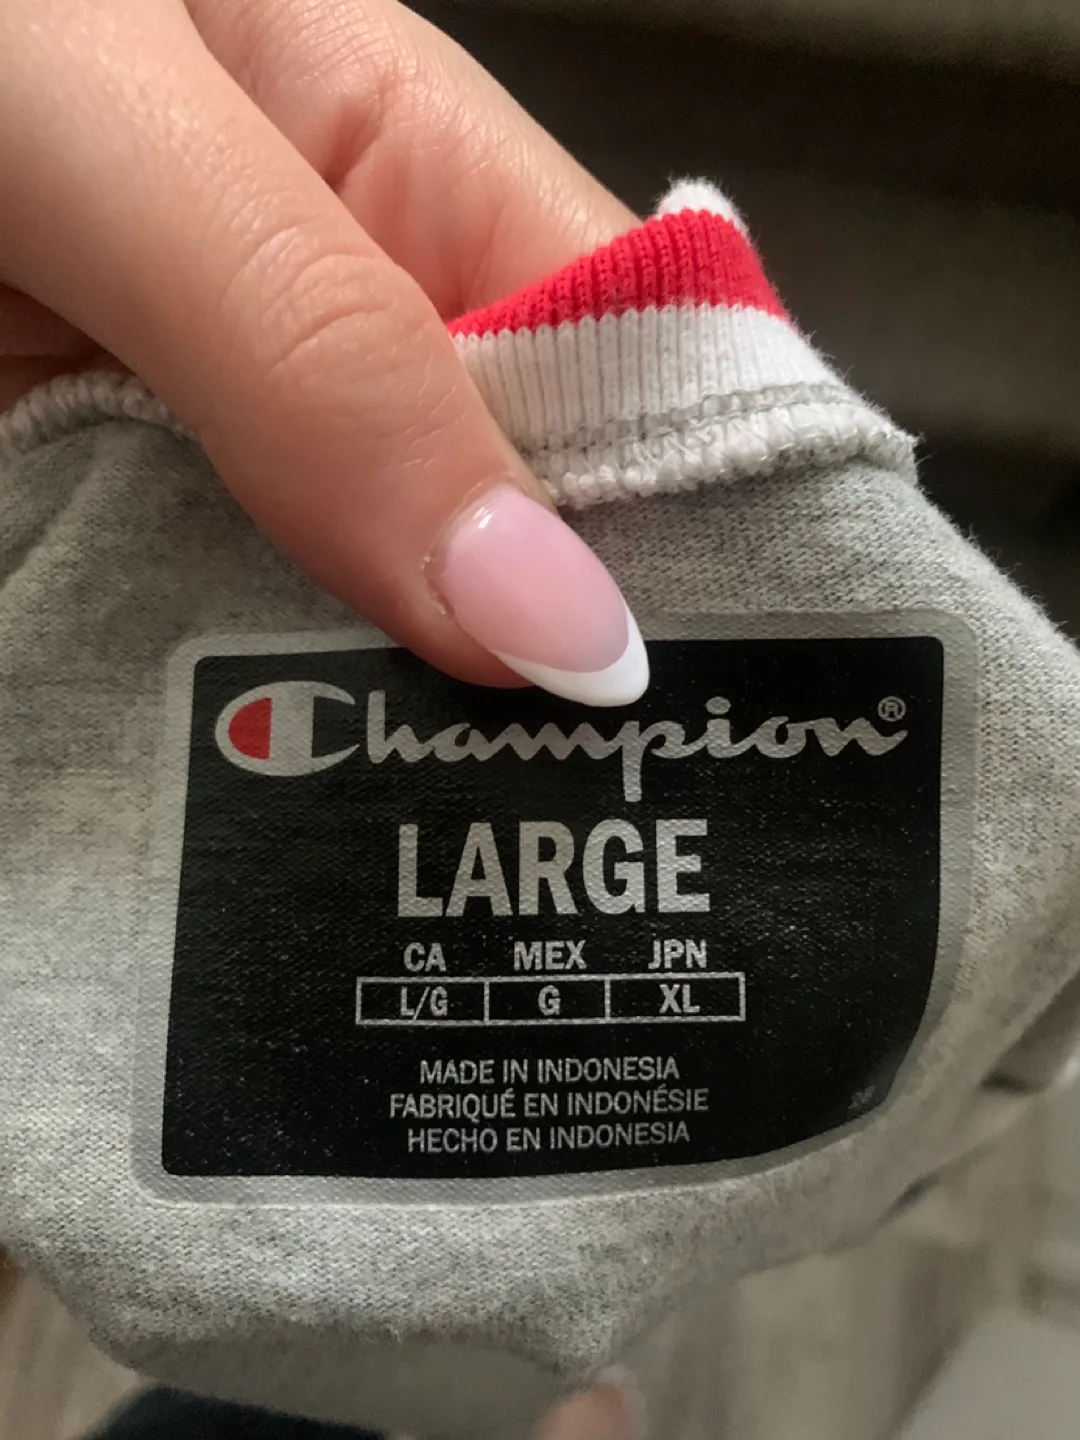 Champion®
LARGE
CA MEX JPN
L/G G XL
MADE IN INDONESIA
FABRIQUÉ EN INDONÉSIE
HECHO EN INDONESIA